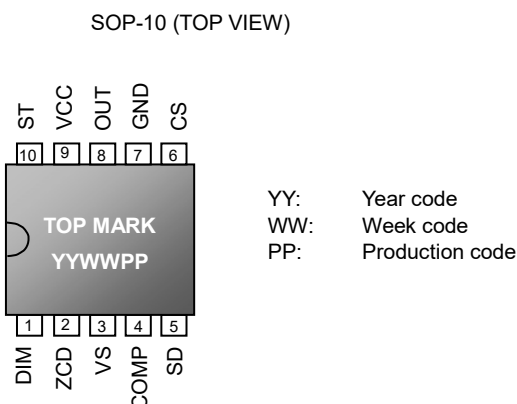 SOP-10 (TOP VIEW)
ST VCC OUT GND CS
10 9 8 7 6
TOP MARK
YYWWPP
1 2 3 4 5
DIM ZCD VS COMP SD
YY: Year code
WW: Week code
PP: Production code